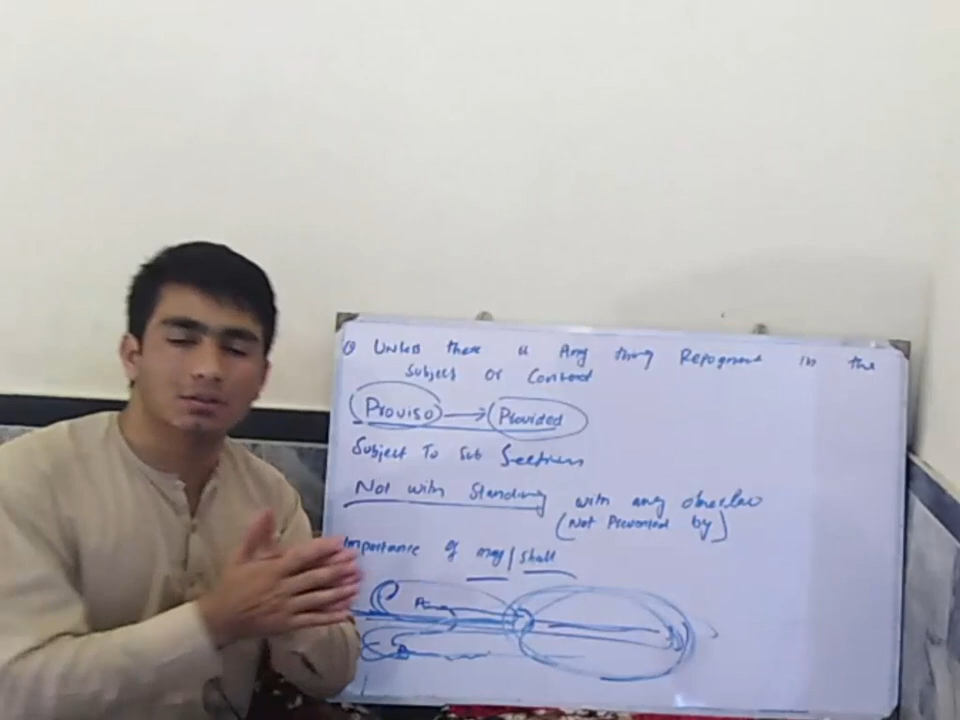 Unless there is Any thing Repognant in the
Subject or Context
Proviso → Provided
Subject To Sub Sections
Not with Standing with any other law
(Not Prevented by)
Importance of may/shall